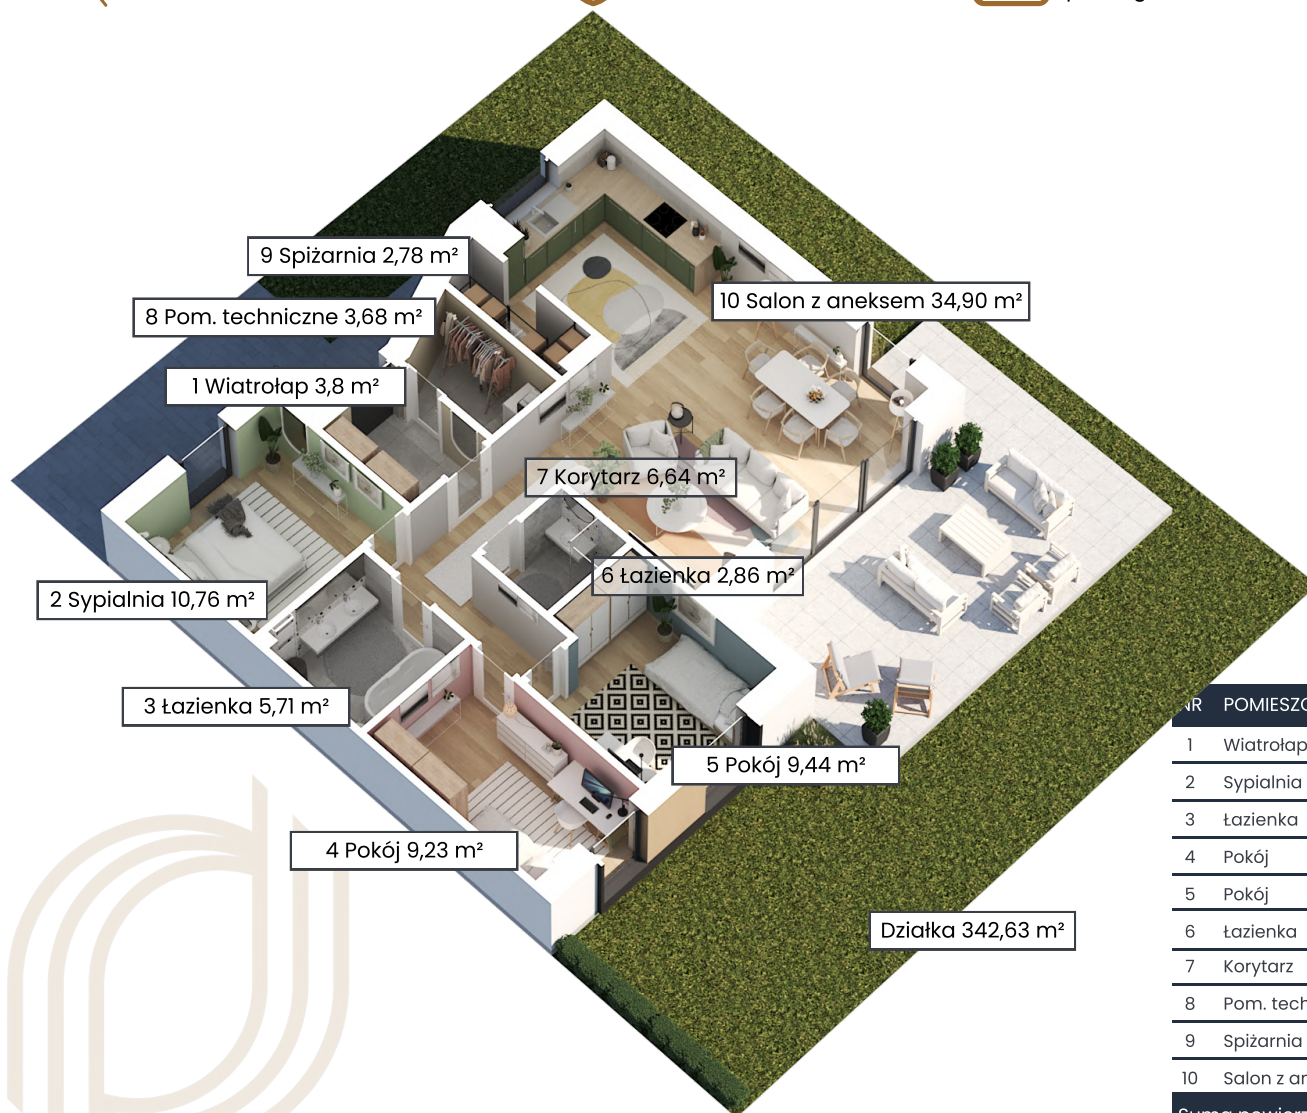 9 Spiżarnia 2,78 m²
10 Salon z aneksem 34,90 m²
8 Pom. techniczne 3,68 m²
1 Wiatrołap 3,8 m²
7 Korytarz 6,64 m²
6 Łazienka 2,86 m²
2 Sypialnia 10,76 m²
3 Łazienka 5,71 m²
5 Pokój 9,44 m²
4 Pokój 9,23 m²
Działka 342,63 m²
NR POMIESZC
1 Wiatrołap
2 Sypialnia
3 Łazienka
4 Pokój
5 Pokój
6 Łazienka
7 Korytarz
8 Pom. tech
9 Spiżarnia
10 Salon z an